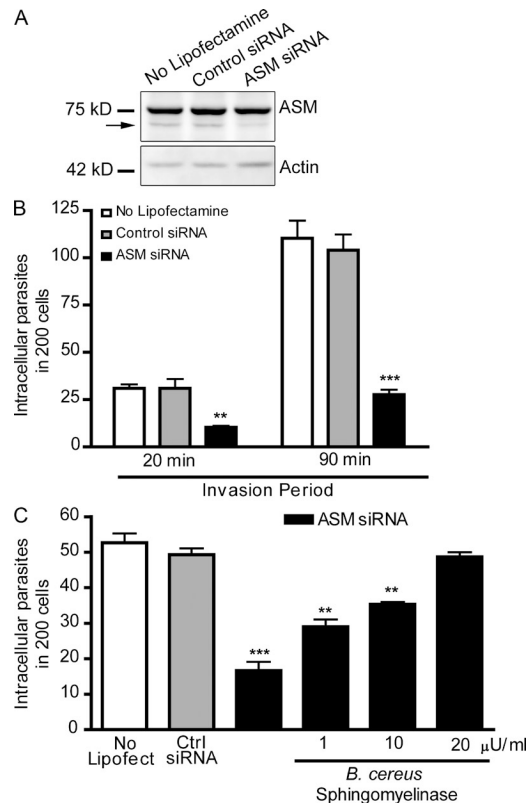 A
No Lipofectamine
Control siRNA
ASM siRNA
75 kD
ASM
42 kD
Actin
B
125
100
75
50
25
0
Intracellular parasites
in 200 cells
No Lipofectamine
Control siRNA
ASM siRNA
**
***
20 min
90 min
Invasion Period
C
60
50
40
30
20
10
0
Intracellular parasites
in 200 cells
ASM siRNA
***
**
**
No
Lipofect
Ctrl
siRNA
1
10
20
μU/ml
B. cereus
Sphingomyelinase